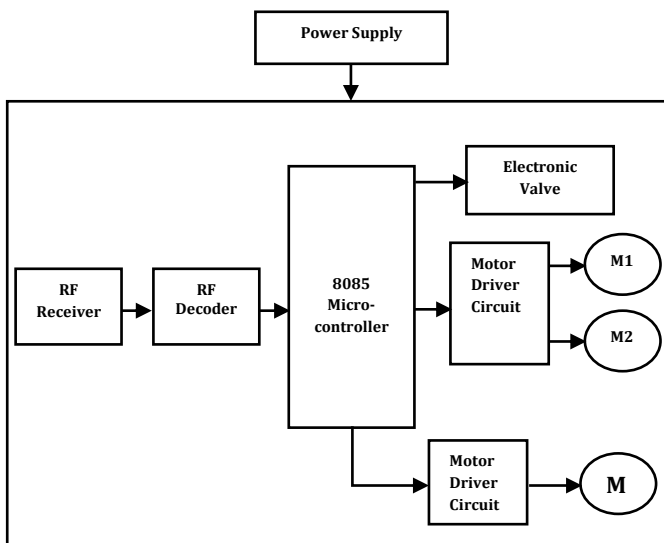 Power Supply
Electronic
Valve
RF
Receiver
RF
Decoder
8085
Micro-
controller
Motor
Driver
Circuit
M1
M2
Motor
Driver
Circuit
M